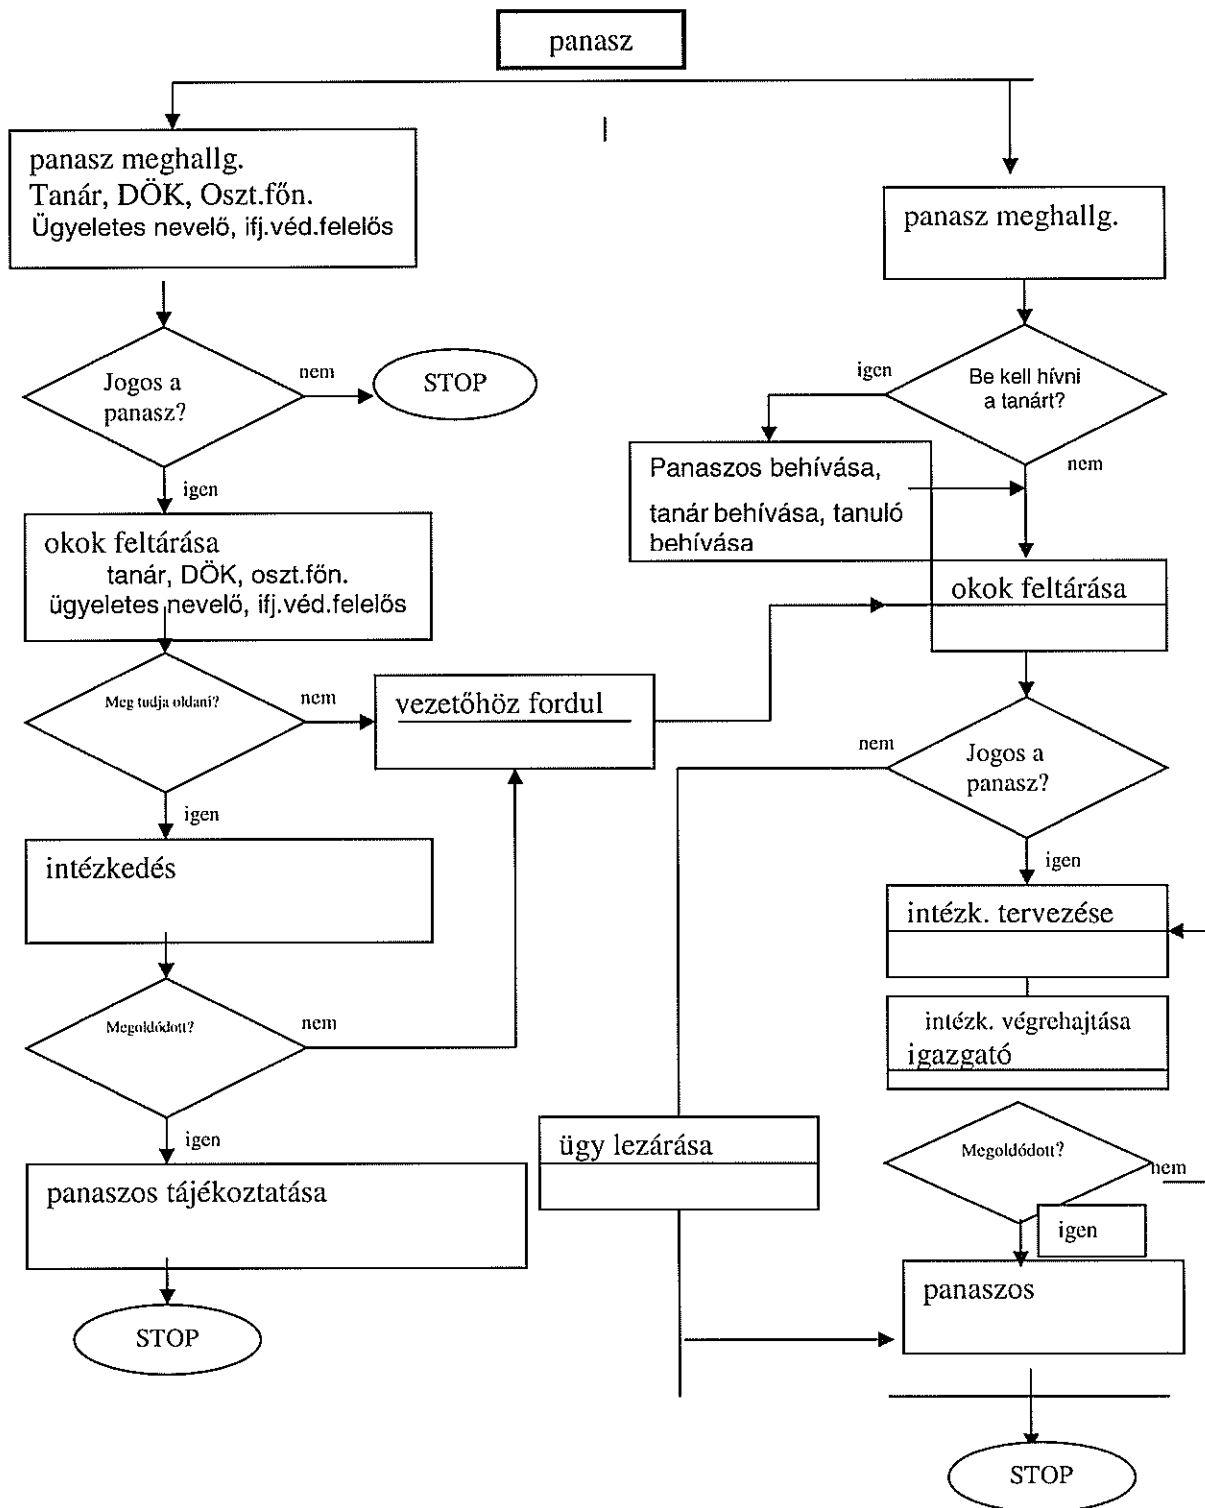 panasz
panasz meghallg.
Tanár, DÖK, Oszt.főn.
Ügyeletes nevelő, ifj.véd.felelős
Jogos a
panasz?
nem
STOP
igen
okok feltárása
tanár, DÖK, oszt.főn.
ügyeletes nevelő, ifj.véd.felelős
Meg tudja oldani?
nem
vezetőhöz fordul
igen
intézkedés
Megoldódott?
nem
igen
panaszos tájékoztatása
STOP
panasz meghallg.
Be kell hívni
a tanárt?
igen
nem
Panaszos behívása,
tanár behívása, tanuló
behívása
okok feltárása
Jogos a
panasz?
nem
igen
ügy lezárása
intézk. tervezése
intézk. végrehajtása
igazgató
Megoldódott?
nem
igen
panaszos
STOP